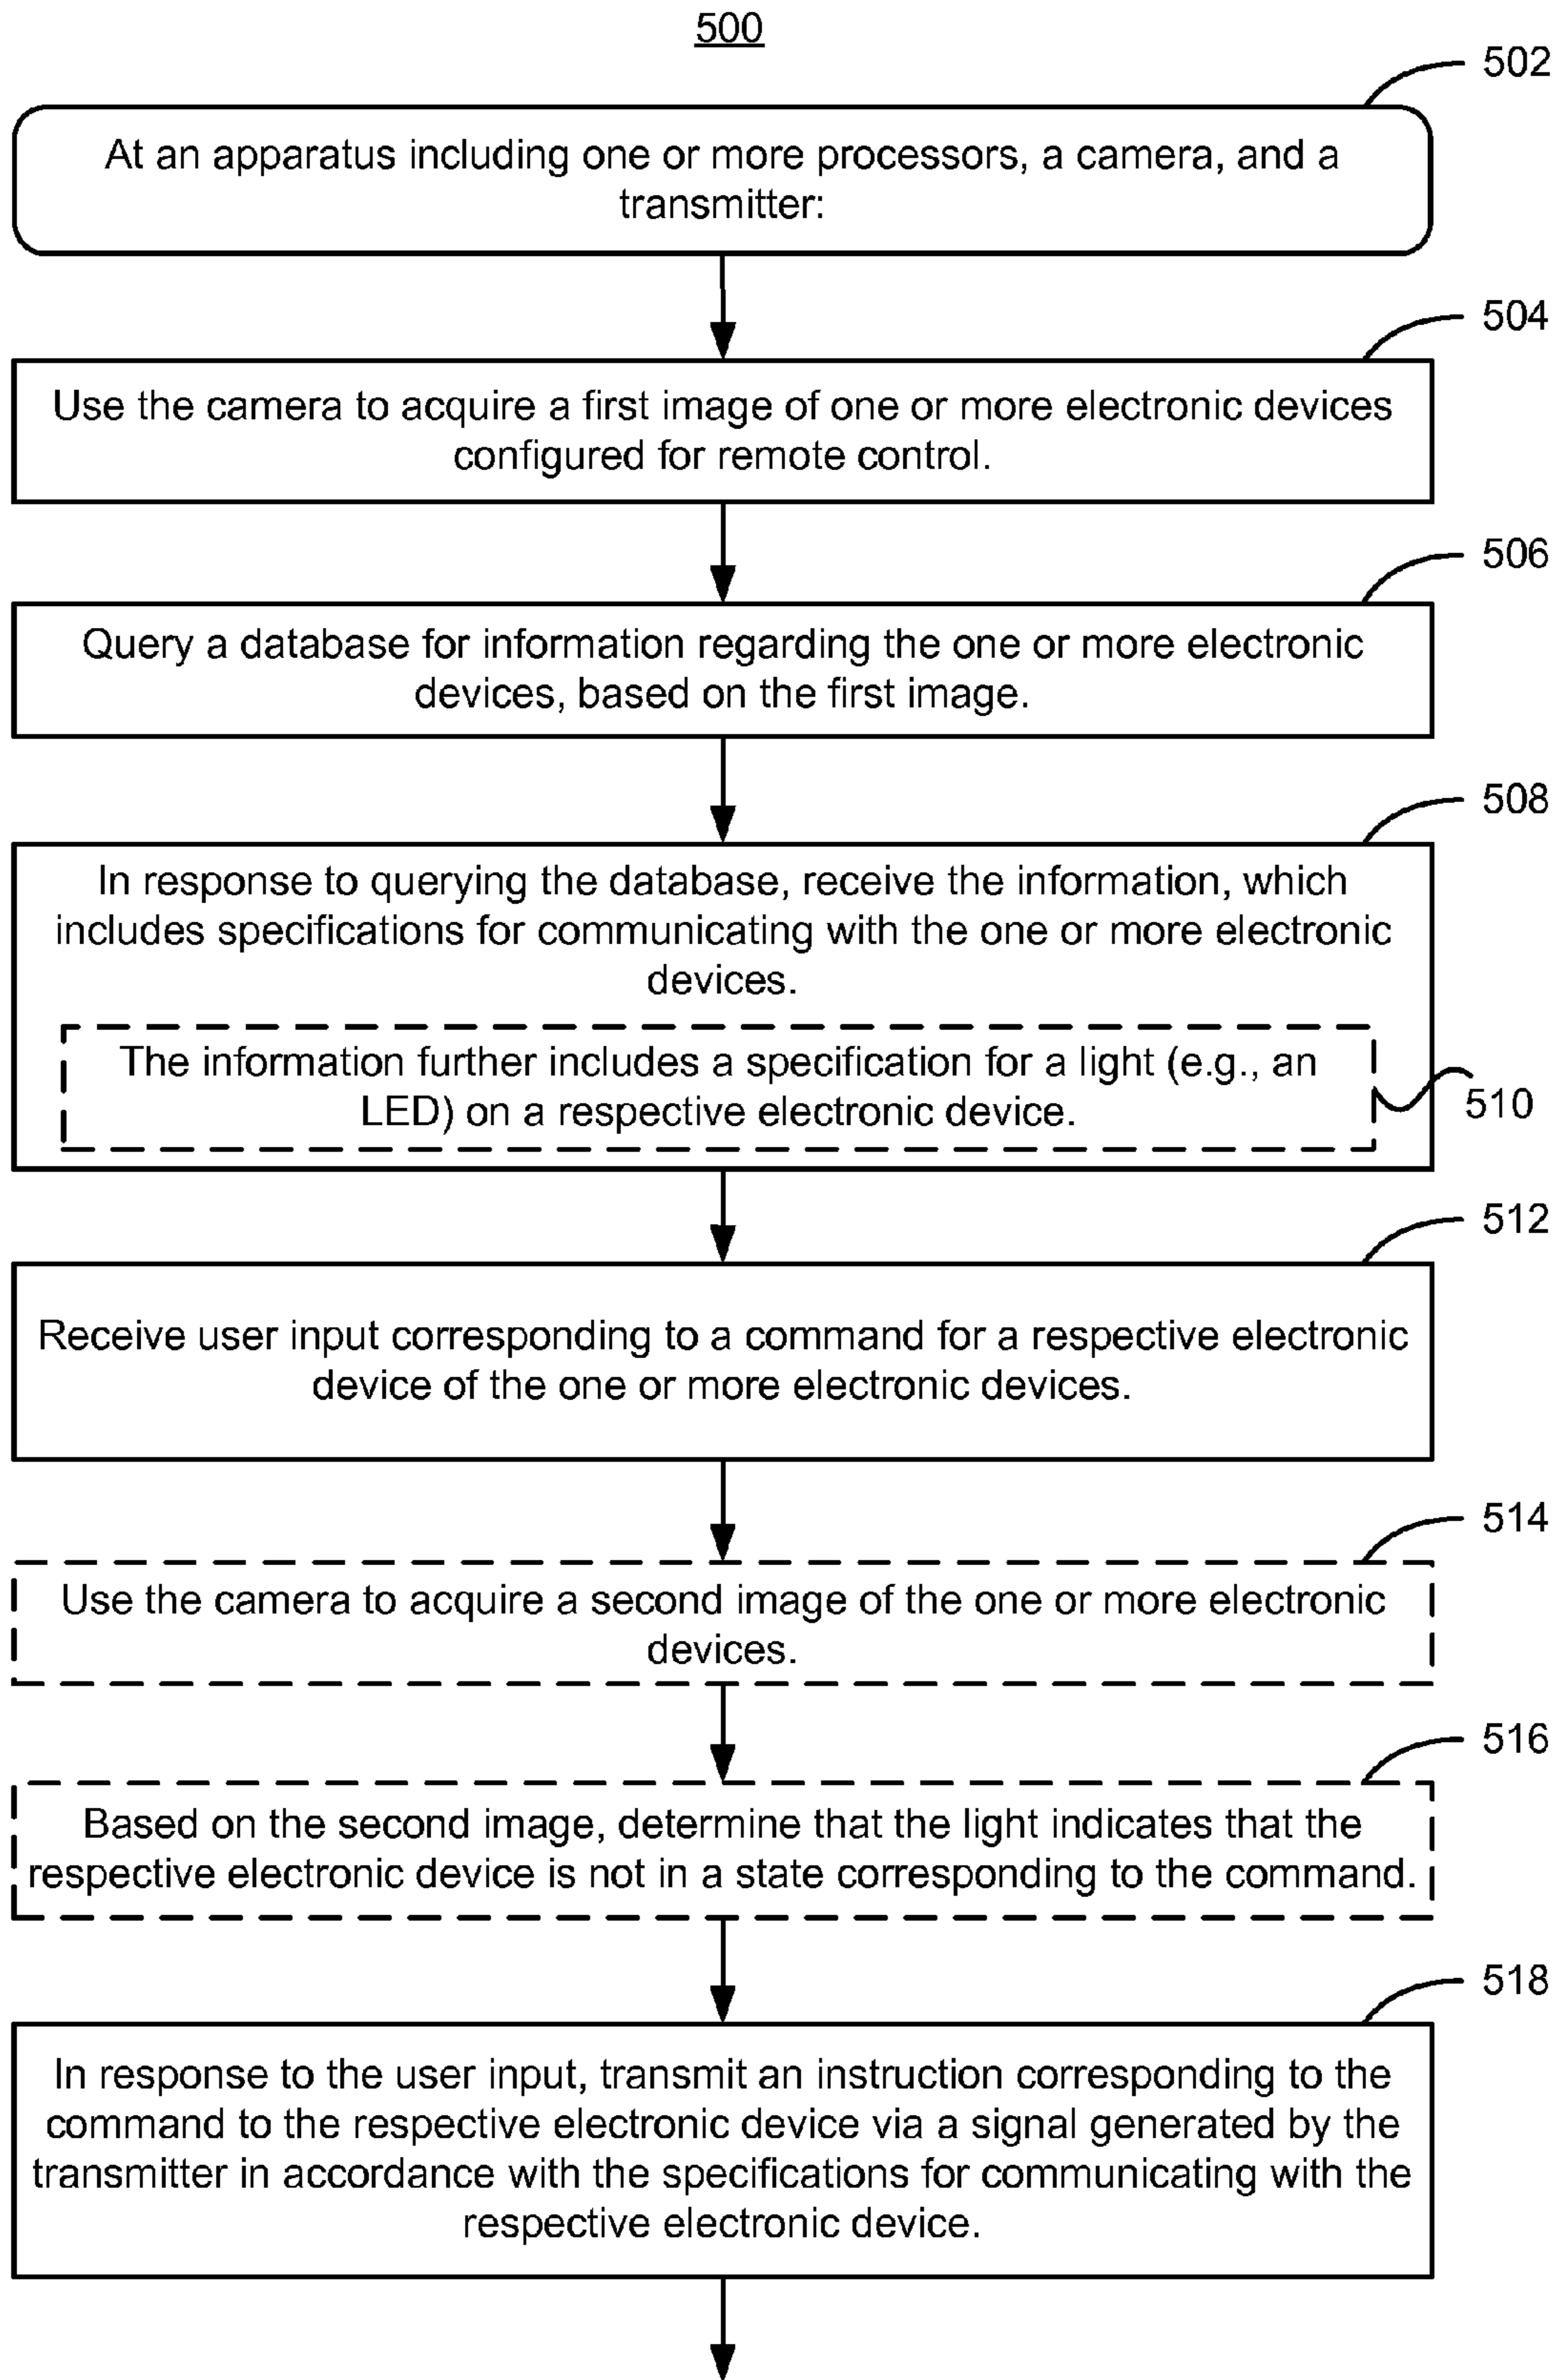 500
502
At an apparatus including one or more processors, a camera, and a
transmitter:
504
Use the camera to acquire a first image of one or more electronic devices
configured for remote control.
506
Query a database for information regarding the one or more electronic
devices, based on the first image.
508
In response to querying the database, receive the information, which
includes specifications for communicating with the one or more electronic
devices.
The information further includes a specification for a light (e.g., an
LED) on a respective electronic device.
510
512
Receive user input corresponding to a command for a respective electronic
device of the one or more electronic devices.
514
Use the camera to acquire a second image of the one or more electronic
devices.
516
Based on the second image, determine that the light indicates that the
respective electronic device is not in a state corresponding to the command.
518
In response to the user input, transmit an instruction corresponding to the
command to the respective electronic device via a signal generated by the
transmitter in accordance with the specifications for communicating with the
respective electronic device.